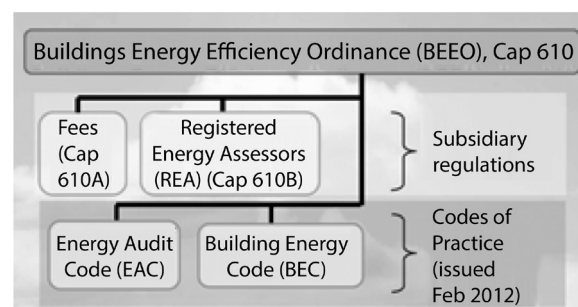 Buildings Energy Efficiency Ordinance (BEEO), Cap 610
Fees
(Cap
610A)
Registered
Energy Assessors
(REA) (Cap 610B)
Subsidiary
regulations
Energy Audit
Code (EAC)
Building Energy
Code (BEC)
Codes of
Practice
(issued
Feb 2012)